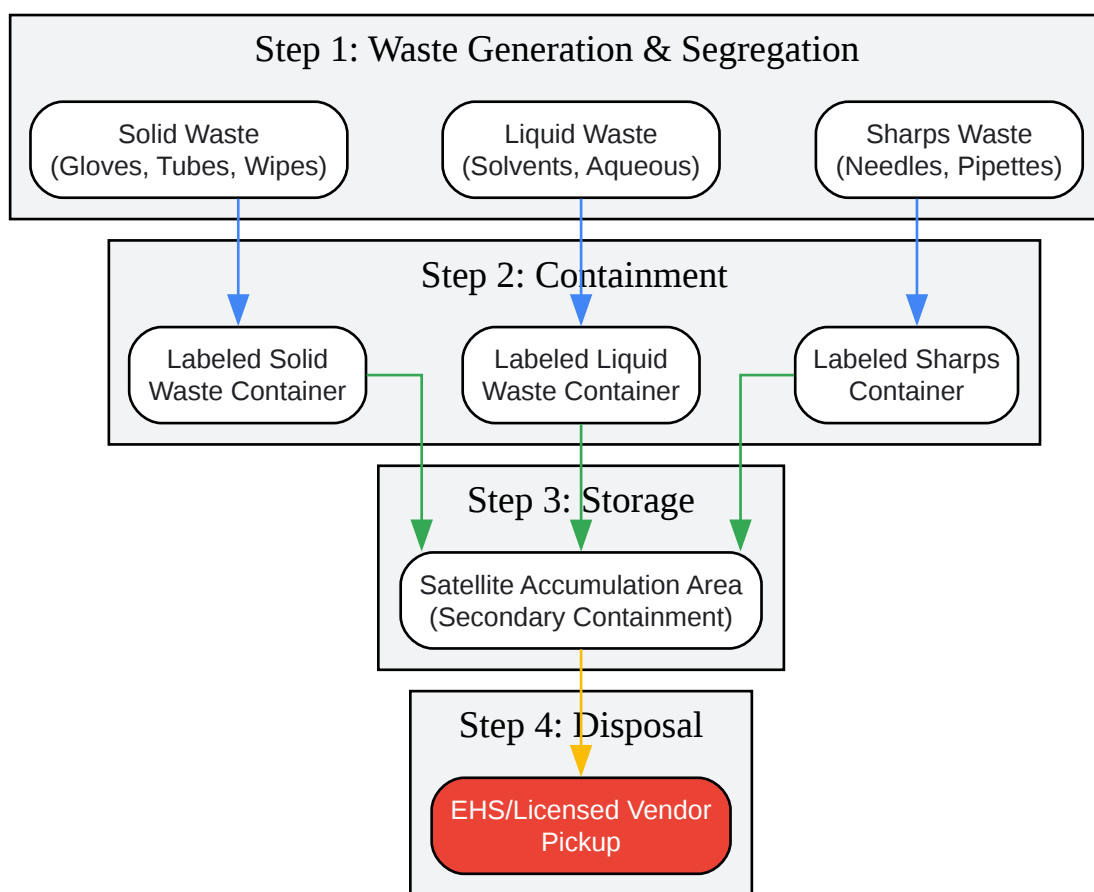 Step 1: Waste Generation & Segregation
Solid Waste
(Gloves, Tubes, Wipes)
Liquid Waste
(Solvents, Aqueous)
Sharps Waste
(Needles, Pipettes)
Step 2: Containment
Labeled Solid
Waste Container
Labeled Liquid
Waste Container
Labeled Sharps
Container
Step 3: Storage
Satellite Accumulation Area
(Secondary Containment)
Step 4: Disposal
EHS/Licensed Vendor
Pickup